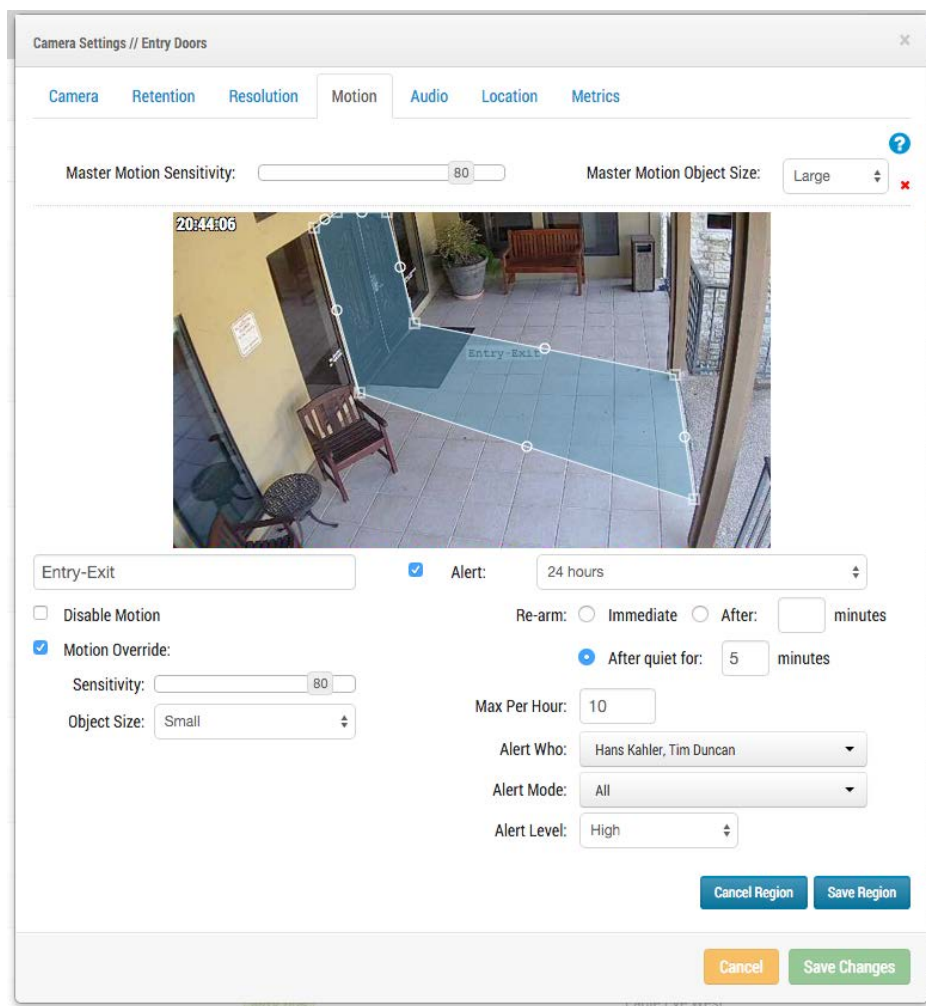 Camera Settings // Entry Doors ×
Camera Retention Resolution Motion Audio Location Metrics
?
Master Motion Sensitivity: 80 Master Motion Object Size: Large
20:44:06
Entry-Exit
Entry-Exit Alert: 24 hours
Disable Motion Re-arm: Immediate After: minutes
Motion Override: After quiet for: 5 minutes
Sensitivity: 80
Object Size: Small Max Per Hour: 10
Alert Who: Hans Kahler, Tim Duncan
Alert Mode: All
Alert Level: High
Cancel Region Save Region
Cancel Save Changes